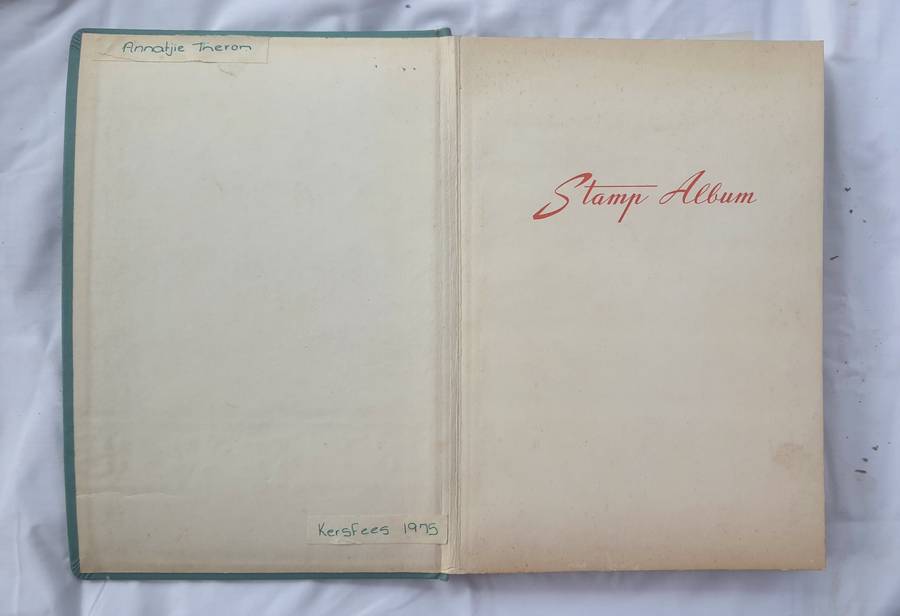 Annatjie Theron
Kersfees 1975
Stamp Album